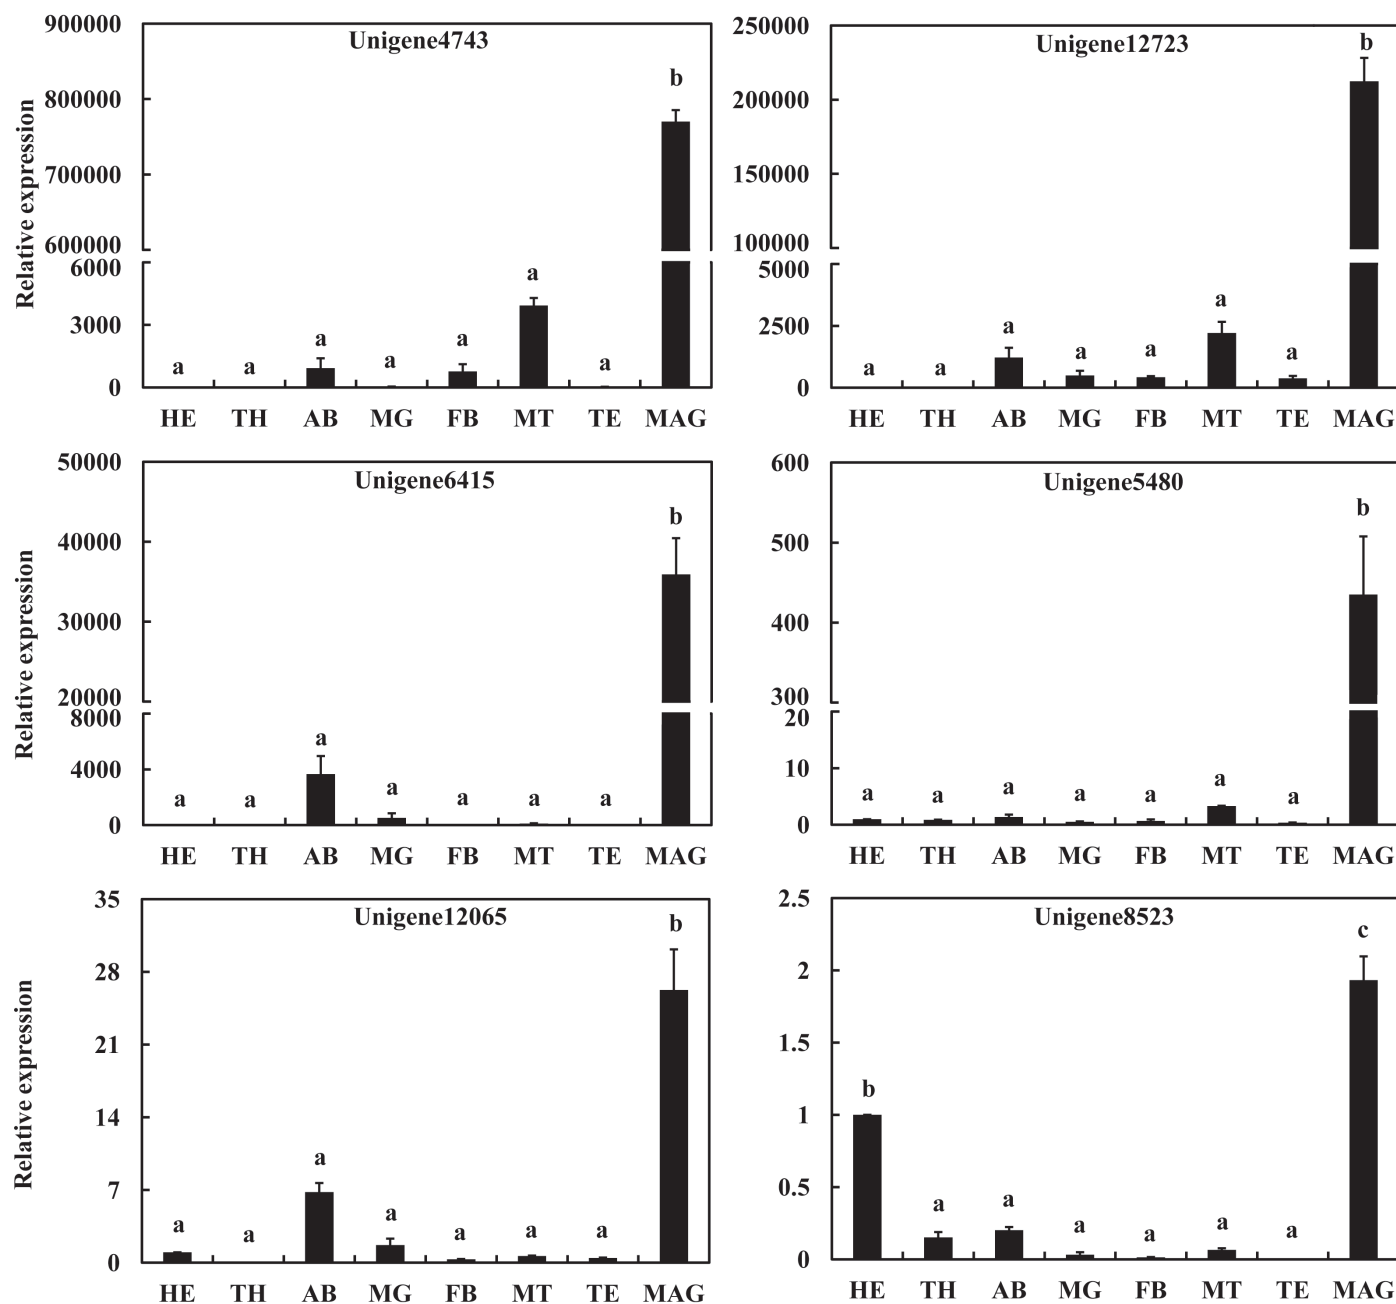 Unigene4743
Relative expression
900000
800000
700000
600000
6000
3000
0
a a a a a a a b
HE TH AB MG FB MT TE MAG
Unigene12723
250000
200000
150000
100000
5000
2500
0
a a a a a a a b
HE TH AB MG FB MT TE MAG
Unigene6415
Relative expression
50000
40000
30000
20000
8000
4000
0
a a a a a a a b
HE TH AB MG FB MT TE MAG
Unigene5480
600
500
400
300
20
10
0
a a a a a a a b
HE TH AB MG FB MT TE MAG
Unigene12065
Relative expression
35
28
21
14
7
0
a a a a a a a b
HE TH AB MG FB MT TE MAG
Unigene8523
2.5
2
1.5
1
0.5
0
b a a a a a a c
HE TH AB MG FB MT TE MAG